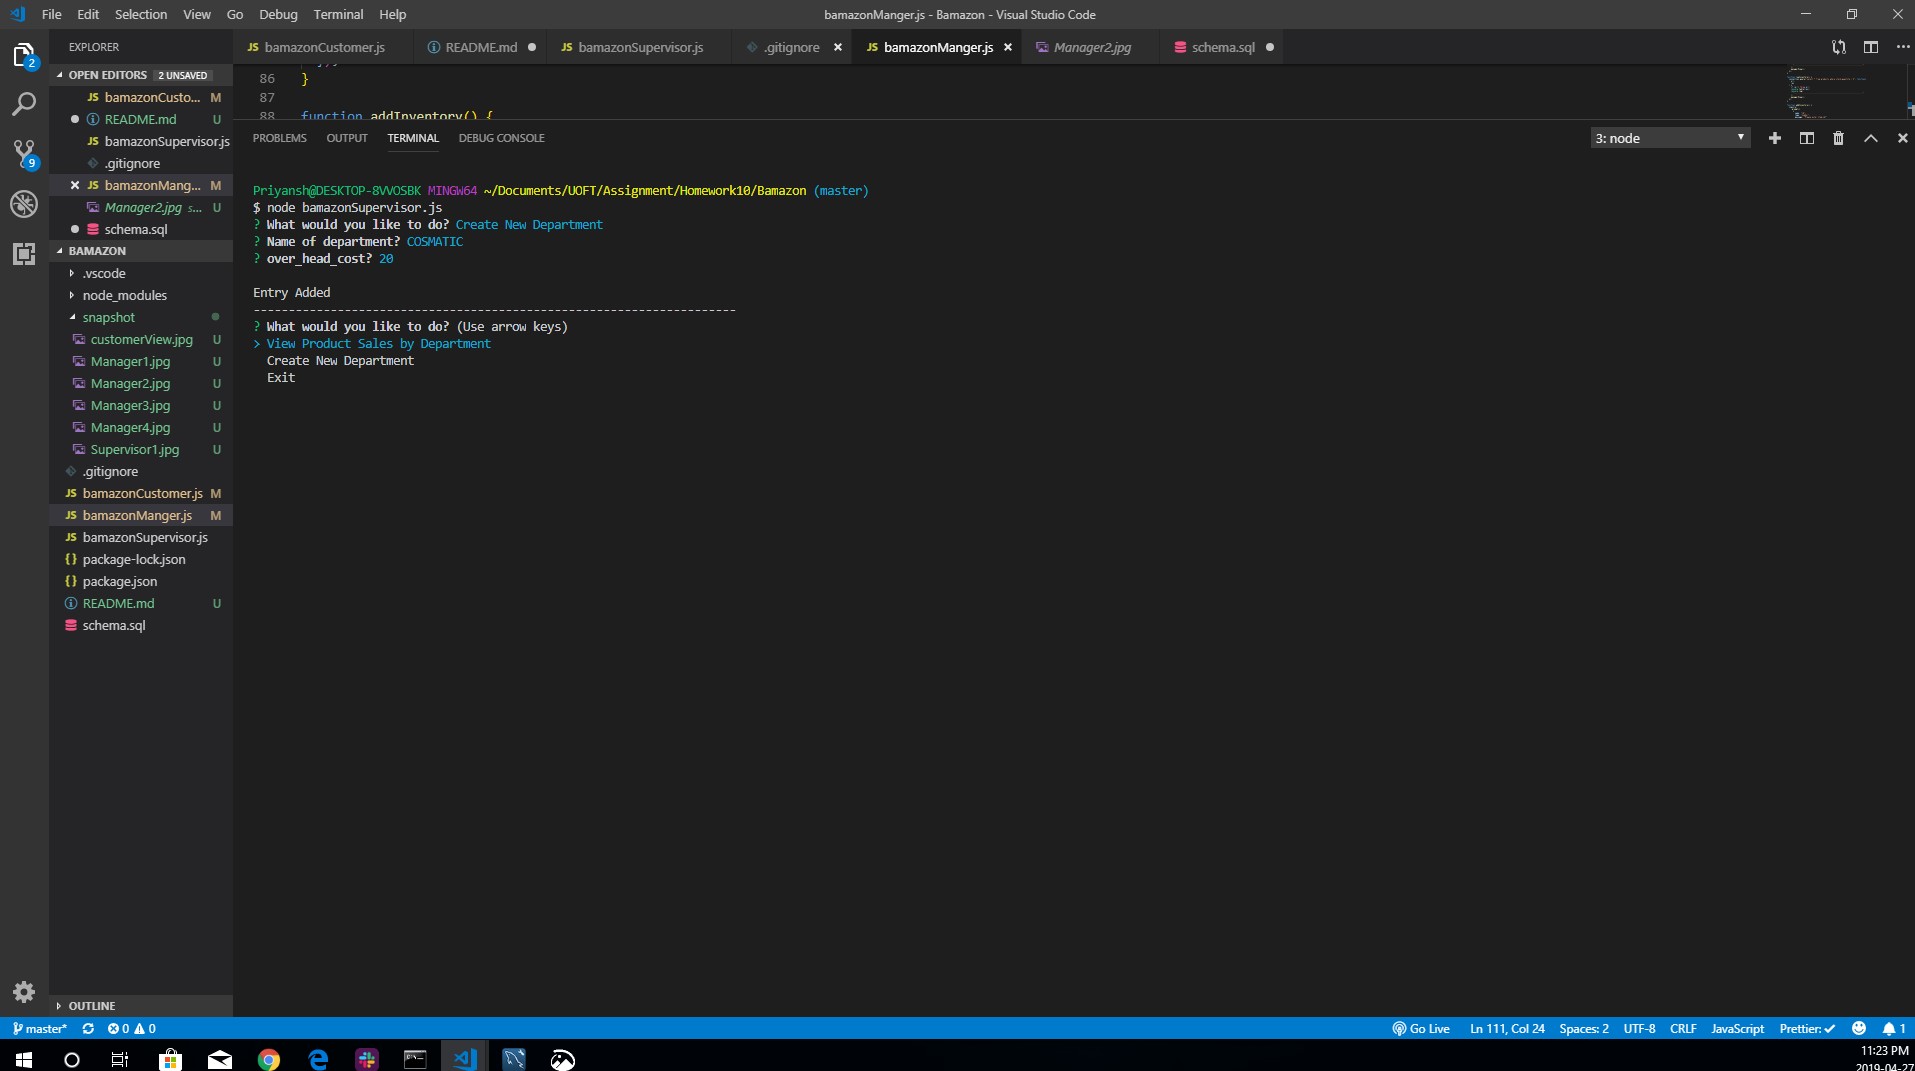 File Edit Selection View Go Debug Terminal Help
bamazonManger.js - Bamazon - Visual Studio Code
EXPLORER
JS bamazonCustomer.js
README.md
JS bamazonSupervisor.js
.gitignore
JS bamazonManger.js
Manager2.jpg
schema.sql
2
OPEN EDITORS 2 UNSAVED
JS bamazonCusto... M
README.md U
JS bamazonSupervisor.js
.gitignore
JS bamazonMang... M
Manager2.jpg s... U
schema.sql
9
BAMAZON
.vscode
node_modules
snapshot
customerView.jpg U
Manager1.jpg U
Manager2.jpg U
Manager3.jpg U
Manager4.jpg U
Supervisor1.jpg U
.gitignore
JS bamazonCustomer.js M
JS bamazonManger.js M
JS bamazonSupervisor.js
{} package-lock.json
{} package.json
README.md U
schema.sql
OUTLINE
86 }
87
88 function addInventory() {
PROBLEMS OUTPUT TERMINAL DEBUG CONSOLE
3: node
Priyansh@DESKTOP-8VVOSBK MINGW64 ~/Documents/UOFT/Assignment/Homework10/Bamazon (master)
$ node bamazonSupervisor.js
? What would you like to do? Create New Department
? Name of department? COSMATIC
? over_head_cost? 20
Entry Added
---------------------------------------------------------------------
? What would you like to do? (Use arrow keys)
> View Product Sales by Department
Create New Department
Exit
master* 0 0
Go Live Ln 111, Col 24 Spaces: 2 UTF-8 CRLF JavaScript Prettier: ✓ 1
11:23 PM
2019-04-27